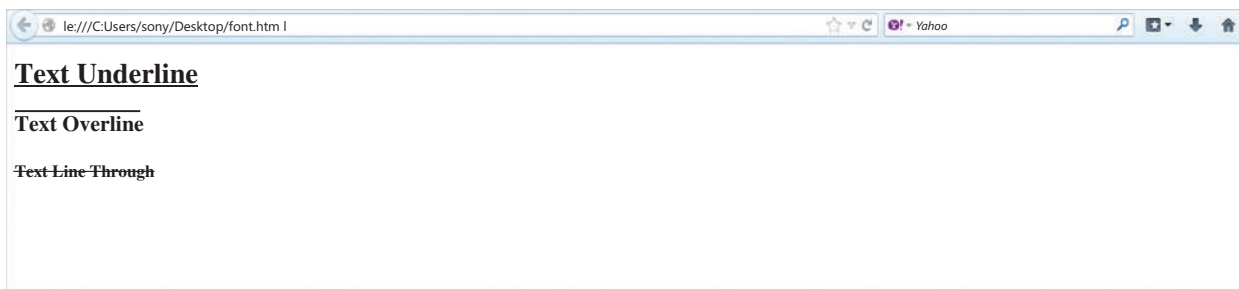 le:///C:Users/sony/Desktop/font.htm l
Y! - Yahoo
Text Underline
Text Overline
Text Line Through